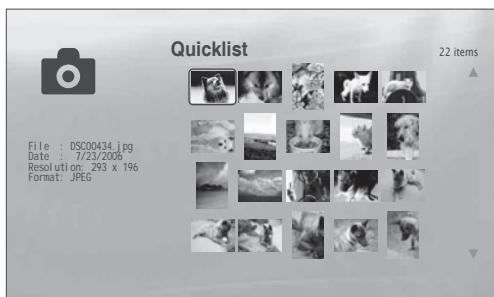 Quicklist
22 items
File : DSC00434.jpg
Date : 7/23/2006
Resolution: 293 x 196
Format: JPEG